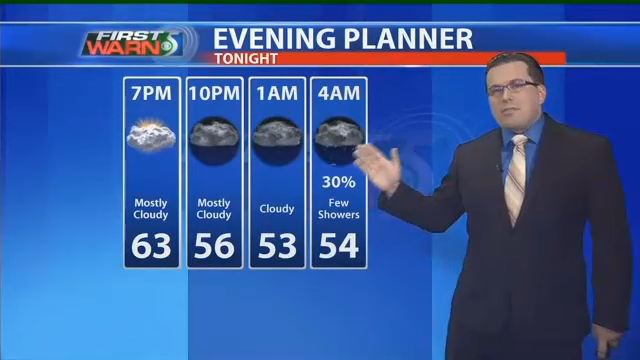 FIRST
WARN 5
EVENING PLANNER
TONIGHT
7PM
Mostly
Cloudy
63
10PM
Mostly
Cloudy
56
1AM
Cloudy
53
4AM
30%
Few
Showers
54